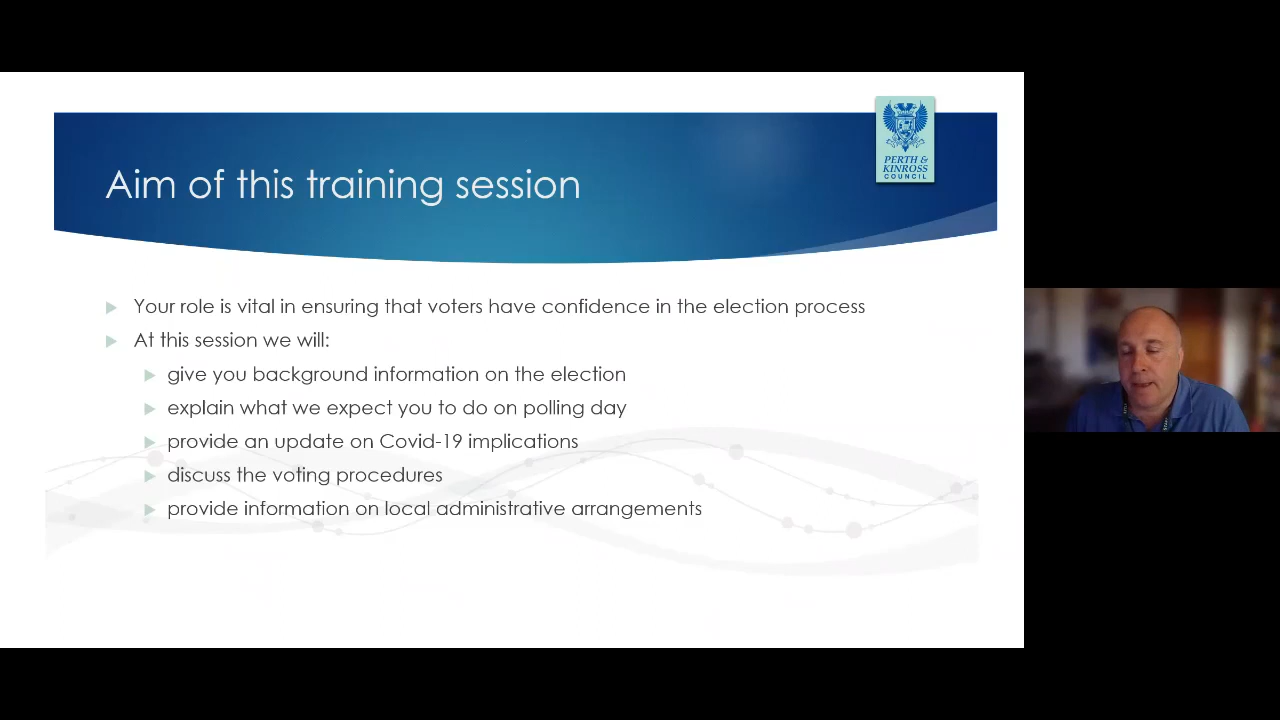 PERTH &
KINROSS
COUNCIL
Aim of this training session
Your role is vital in ensuring that voters have confidence in the election process
At this session we will:
give you background information on the election
explain what we expect you to do on polling day
provide an update on Covid-19 implications
discuss the voting procedures
provide information on local administrative arrangements